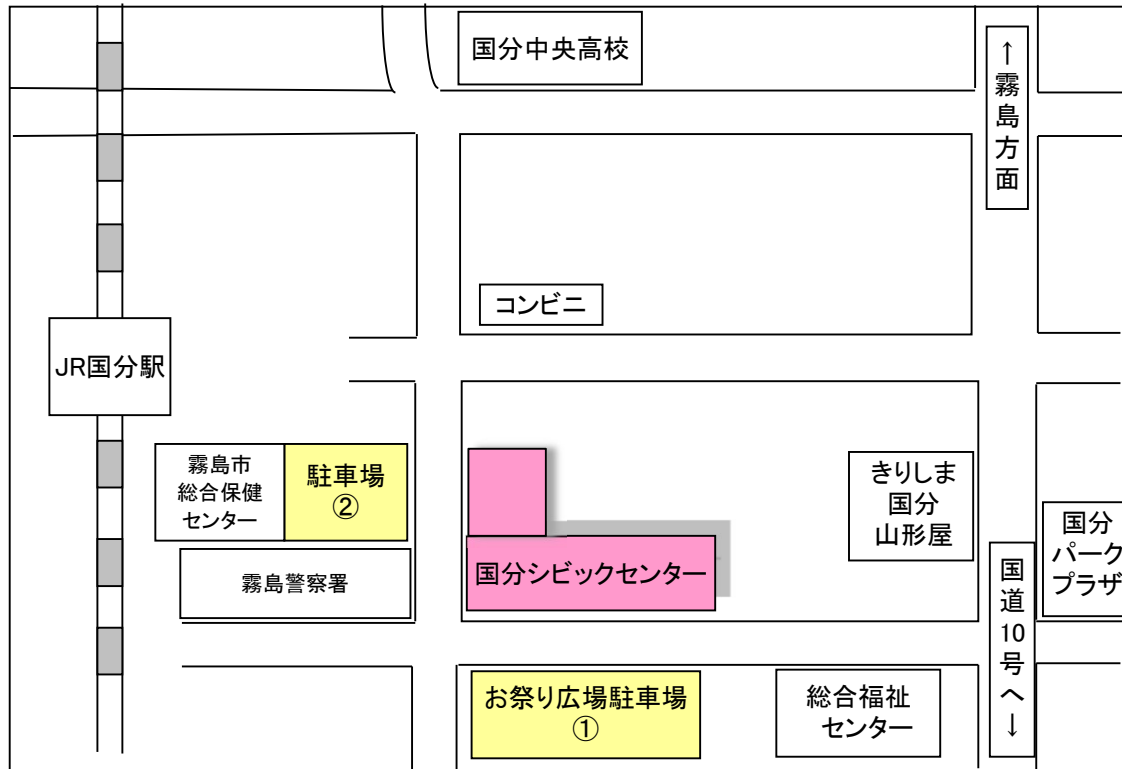 国分中央高校
↑霧島方面
コンビニ
JR国分駅
霧島市
総合保健
センター
駐車場
②
きりしま
国分
山形屋
国分
パーク
プラザ
国分シビックセンター
霧島警察署
国道10号へ↓
お祭り広場駐車場
①
総合福祉
センター